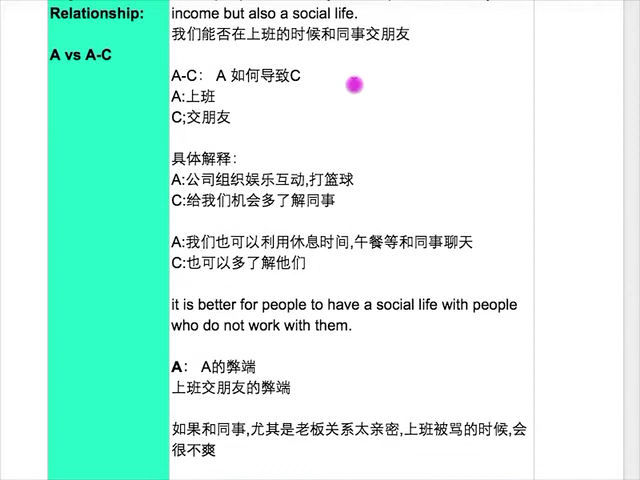 Relationship:
A vs A-C
income but also a social life.
我们能否在上班的时候和同事交朋友
A-C： A 如何导致C
A:上班
C;交朋友
具体解释：
A:公司组织娱乐互动,打篮球
C:给我们机会多了解同事
A:我们也可以利用休息时间,午餐等和同事聊天
C:也可以多了解他们
it is better for people to have a social life with people
who do not work with them.
A： A的弊端
上班交朋友的弊端
如果和同事,尤其是老板关系太亲密,上班被骂的时候,会
很不爽